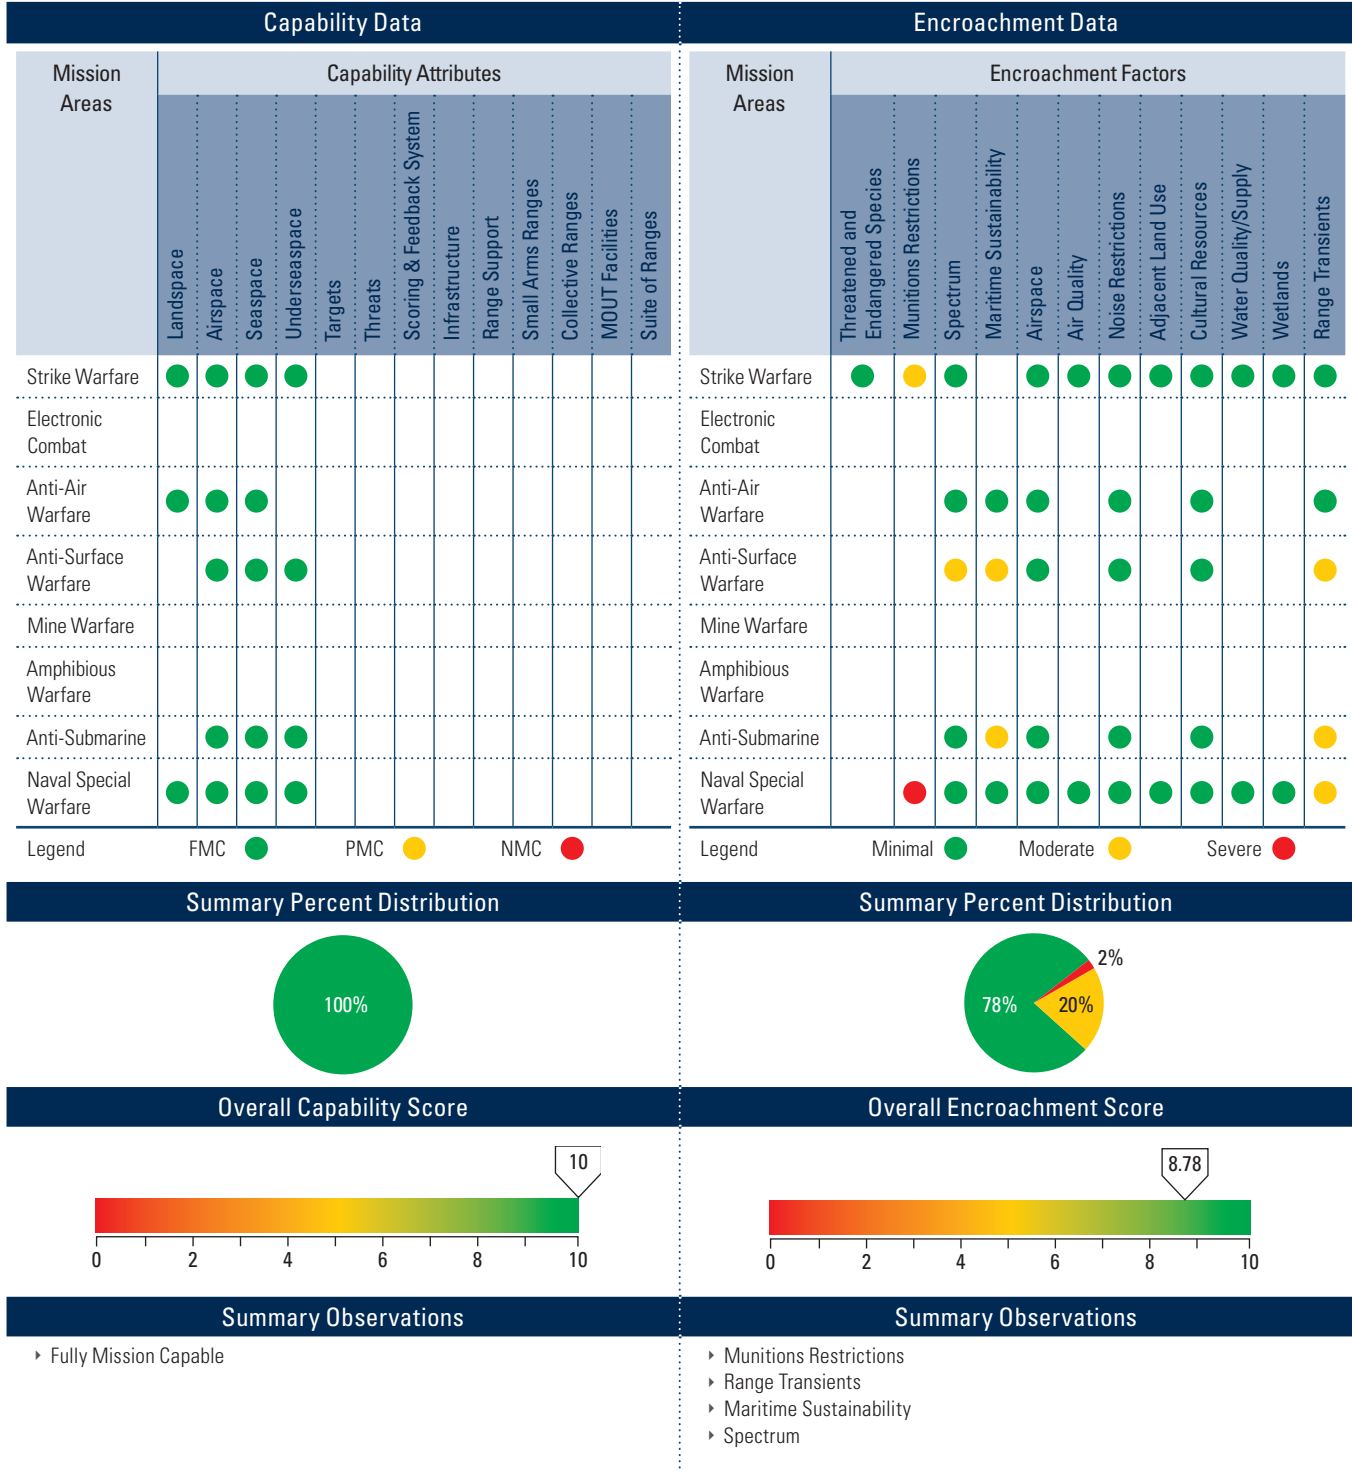 Capability Data
Mission
Areas
Capability Attributes
Landspace
Airspace
Seaspace
Underseaspace
Targets
Threats
Scoring & Feedback System
Infrastructure
Range Support
Small Arms Ranges
Collective Ranges
MOUT Facilities
Suite of Ranges
Strike Warfare
Electronic
Combat
Anti-Air
Warfare
Anti-Surface
Warfare
Mine Warfare
Amphibious
Warfare
Anti-Submarine
Naval Special
Warfare
Legend FMC PMC NMC
Summary Percent Distribution
100%
Overall Capability Score
10
0 2 4 6 8 10
Summary Observations
‣ Fully Mission Capable
Encroachment Data
Mission
Areas
Encroachment Factors
Threatened and
Endangered Species
Munitions Restrictions
Spectrum
Maritime Sustainability
Airspace
Air Quality
Noise Restrictions
Adjacent Land Use
Cultural Resources
Water Quality/Supply
Wetlands
Range Transients
Strike Warfare
Electronic
Combat
Anti-Air
Warfare
Anti-Surface
Warfare
Mine Warfare
Amphibious
Warfare
Anti-Submarine
Naval Special
Warfare
Legend Minimal Moderate Severe
Summary Percent Distribution
2%
78% 20%
Overall Encroachment Score
8.78
0 2 4 6 8 10
Summary Observations
‣ Munitions Restrictions
‣ Range Transients
‣ Maritime Sustainability
‣ Spectrum